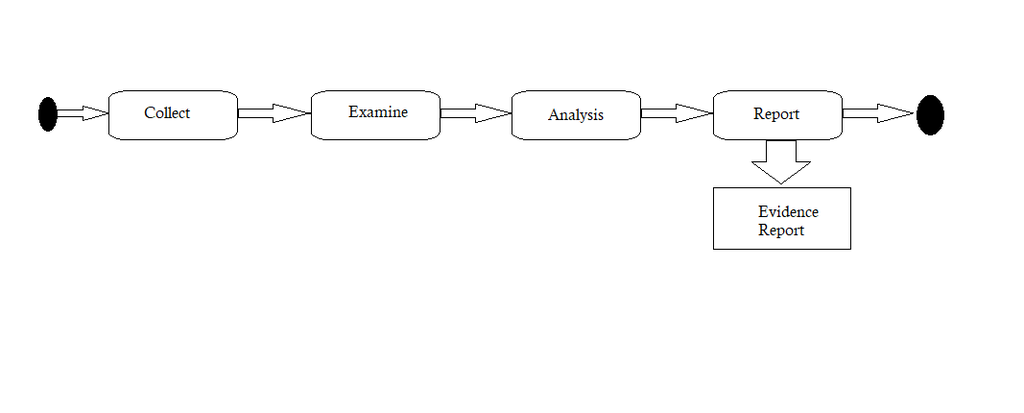 Collect
Examine
Analysis
Report
Evidence
Report